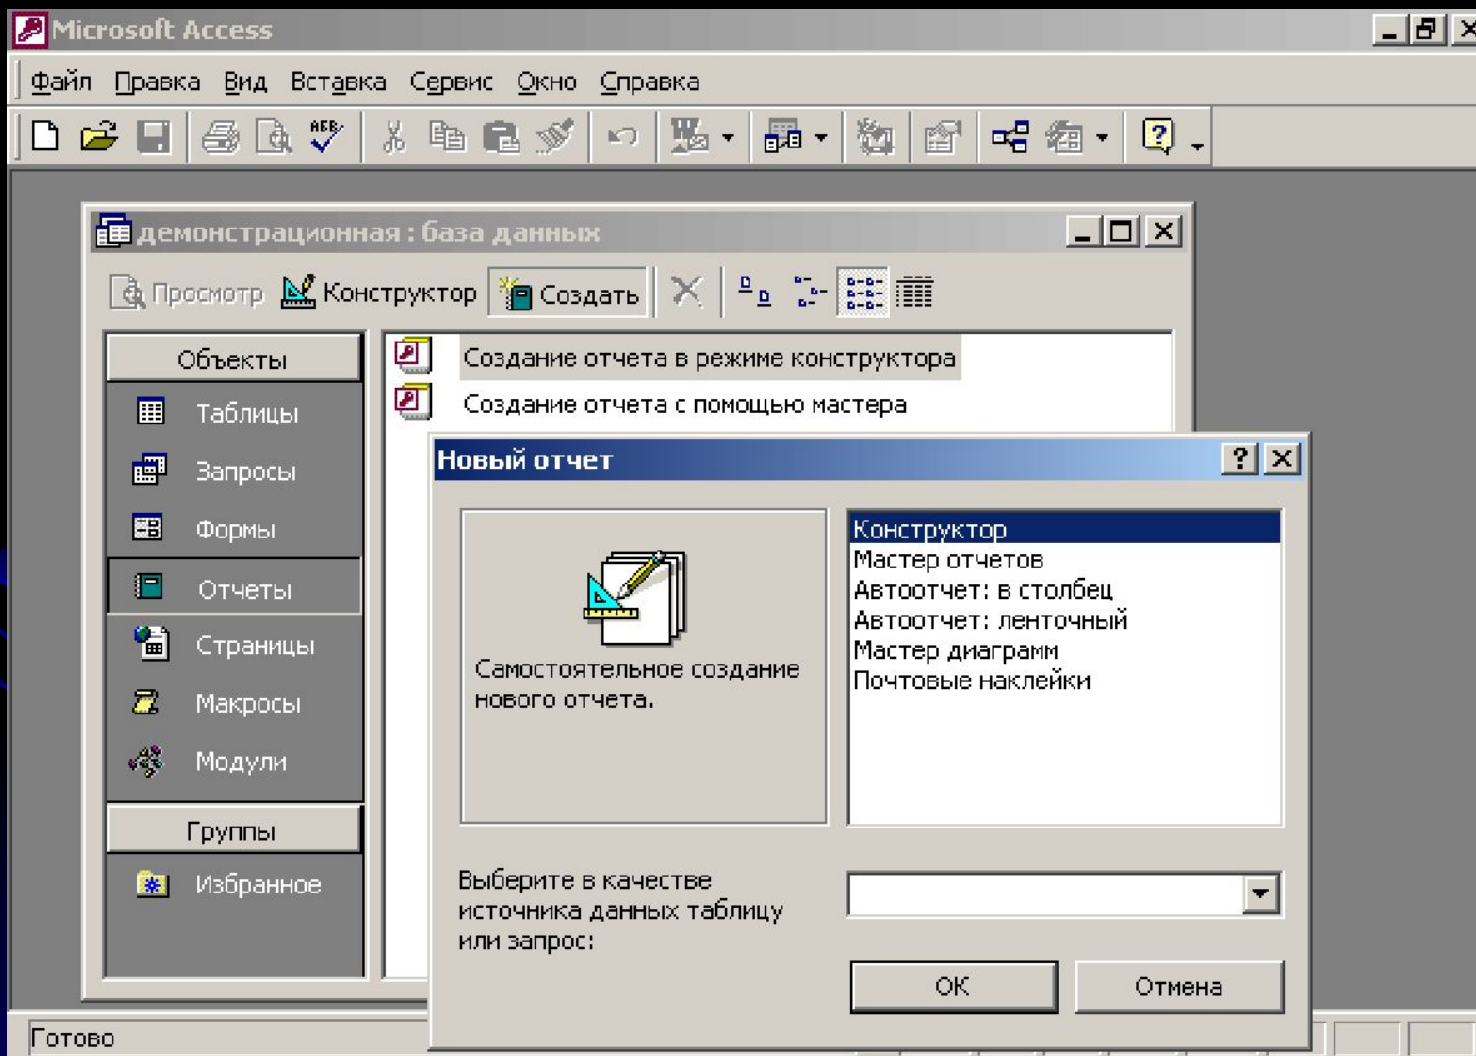 Microsoft Access
Файл Правка Вид Вставка Сервис Окно Справка
демонстрационная : база данных
Просмотр Конструктор Создать
Объекты
Таблицы
Запросы
Формы
Отчеты
Страницы
Макросы
Модули
Группы
Избранное
Создание отчета в режиме конструктора
Создание отчета с помощью мастера
Новый отчет
Самостоятельное создание
нового отчета.
Конструктор
Мастер отчетов
Автоотчет: в столбец
Автоотчет: ленточный
Мастер диаграмм
Почтовые наклейки
Выберите в качестве
источника данных таблицу
или запрос:
ОК Отмена
Готово